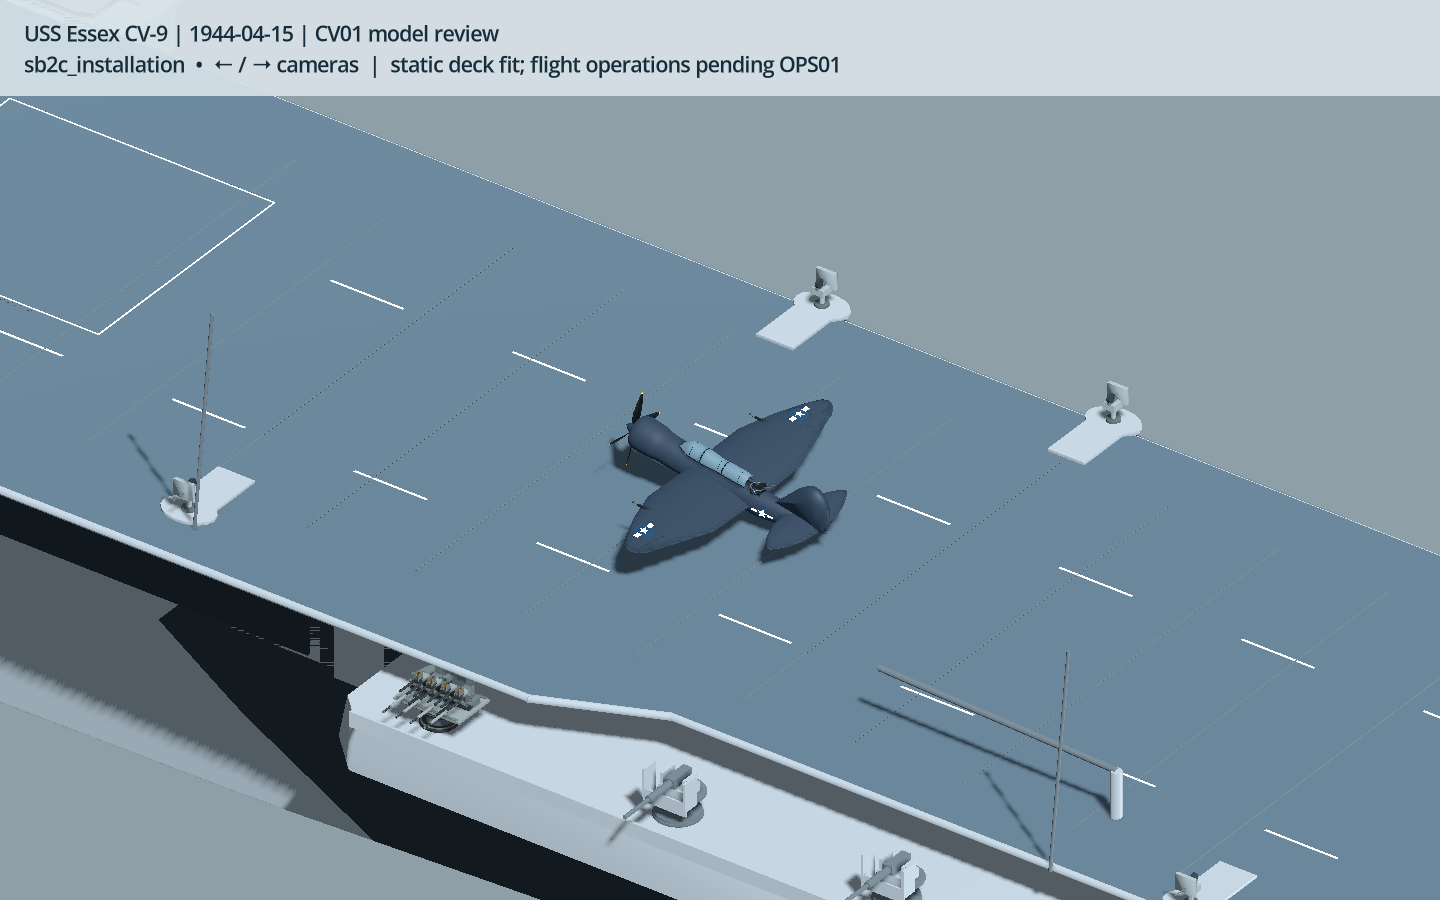 USS Essex CV-9 | 1944-04-15 | CV01 model review
sb2c_installation • ← / → cameras | static deck fit; flight operations pending OPS01